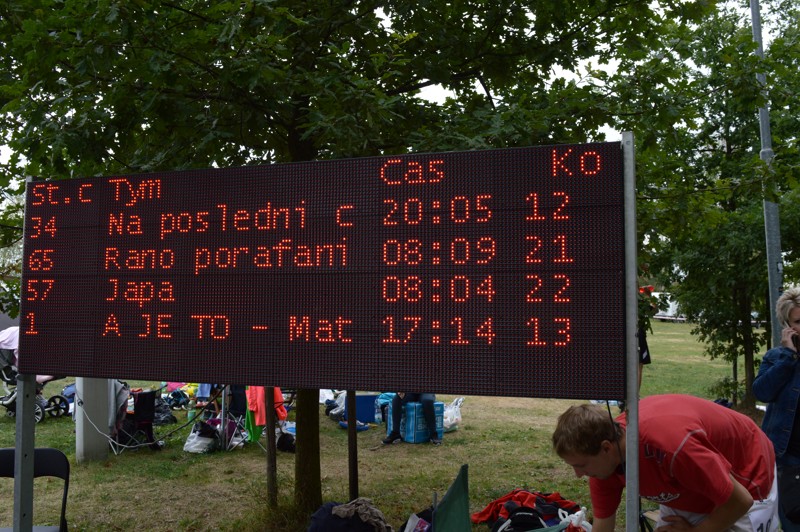 St.c Tym Cas Ko
34 Na posledni c 20:05 12
65 Rano porafani 08:09 21
57 Japa 08:04 22
1 A JE TO - Mat 17:14 13